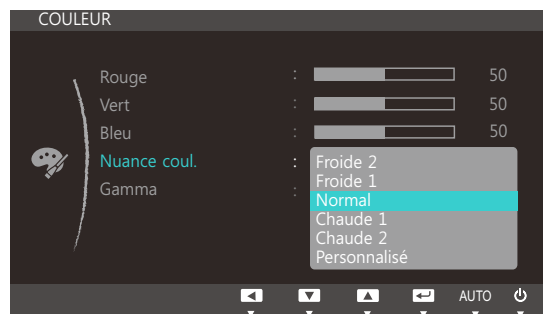 COULEUR
Rouge : 50
Vert : 50
Bleu : 50
Nuance coul. : Froide 2
Froide 1
Gamma : Normal
Chaude 1
Chaude 2
Personnalisé
AUTO